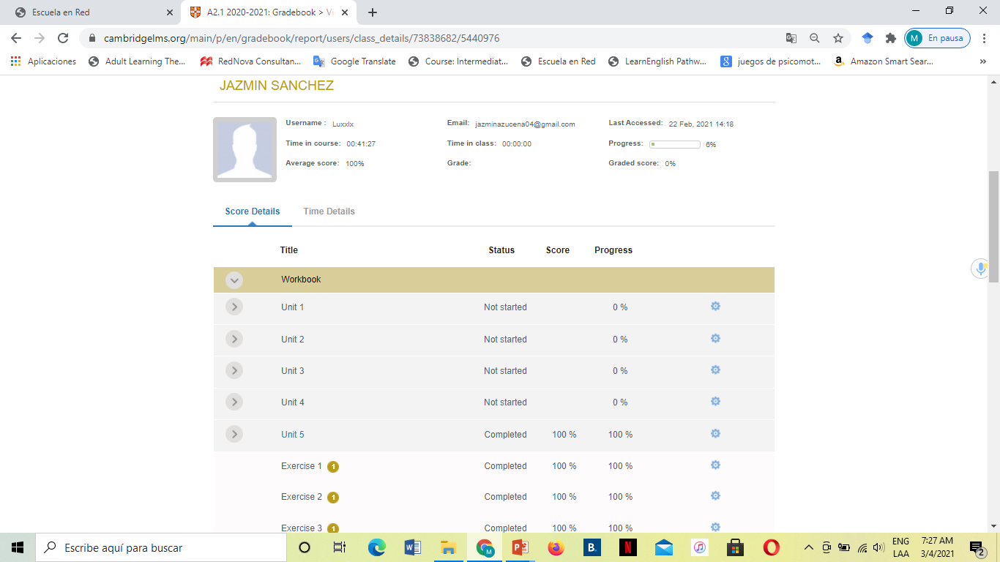 Escuela en Red
A2.1 2020-2021: Gradebook > Vi
cambridgelms.org/main/p/en/gradebook/report/users/class_details/73838682/5440976
M En pausa
Aplicaciones Adult Learning The... RedNova Consultan... Google Translate Course: Intermediat... Escuela en Red LearnEnglish Pathw... juegos de psicomot... Amazon Smart Sear... »
JAZMIN SANCHEZ
Username : Luxxlx Email: jazminazucena04@gmail.com Last Accessed: 22 Feb, 2021 14:18
Time in course: 00:41:27 Time in class: 00:00:00 Progress: 6%
Average score: 100% Grade: Graded score: 0%
Score Details Time Details
Title Status Score Progress
Workbook
Unit 1 Not started 0 %
Unit 2 Not started 0 %
Unit 3 Not started 0 %
Unit 4 Not started 0 %
Unit 5 Completed 100 % 100 %
Exercise 1 1 Completed 100 % 100 %
Exercise 2 1 Completed 100 % 100 %
Exercise 3 1 Completed 100 % 100 %
Escribe aquí para buscar
B.
N
ENG
LAA
7:27 AM
3/4/2021
2